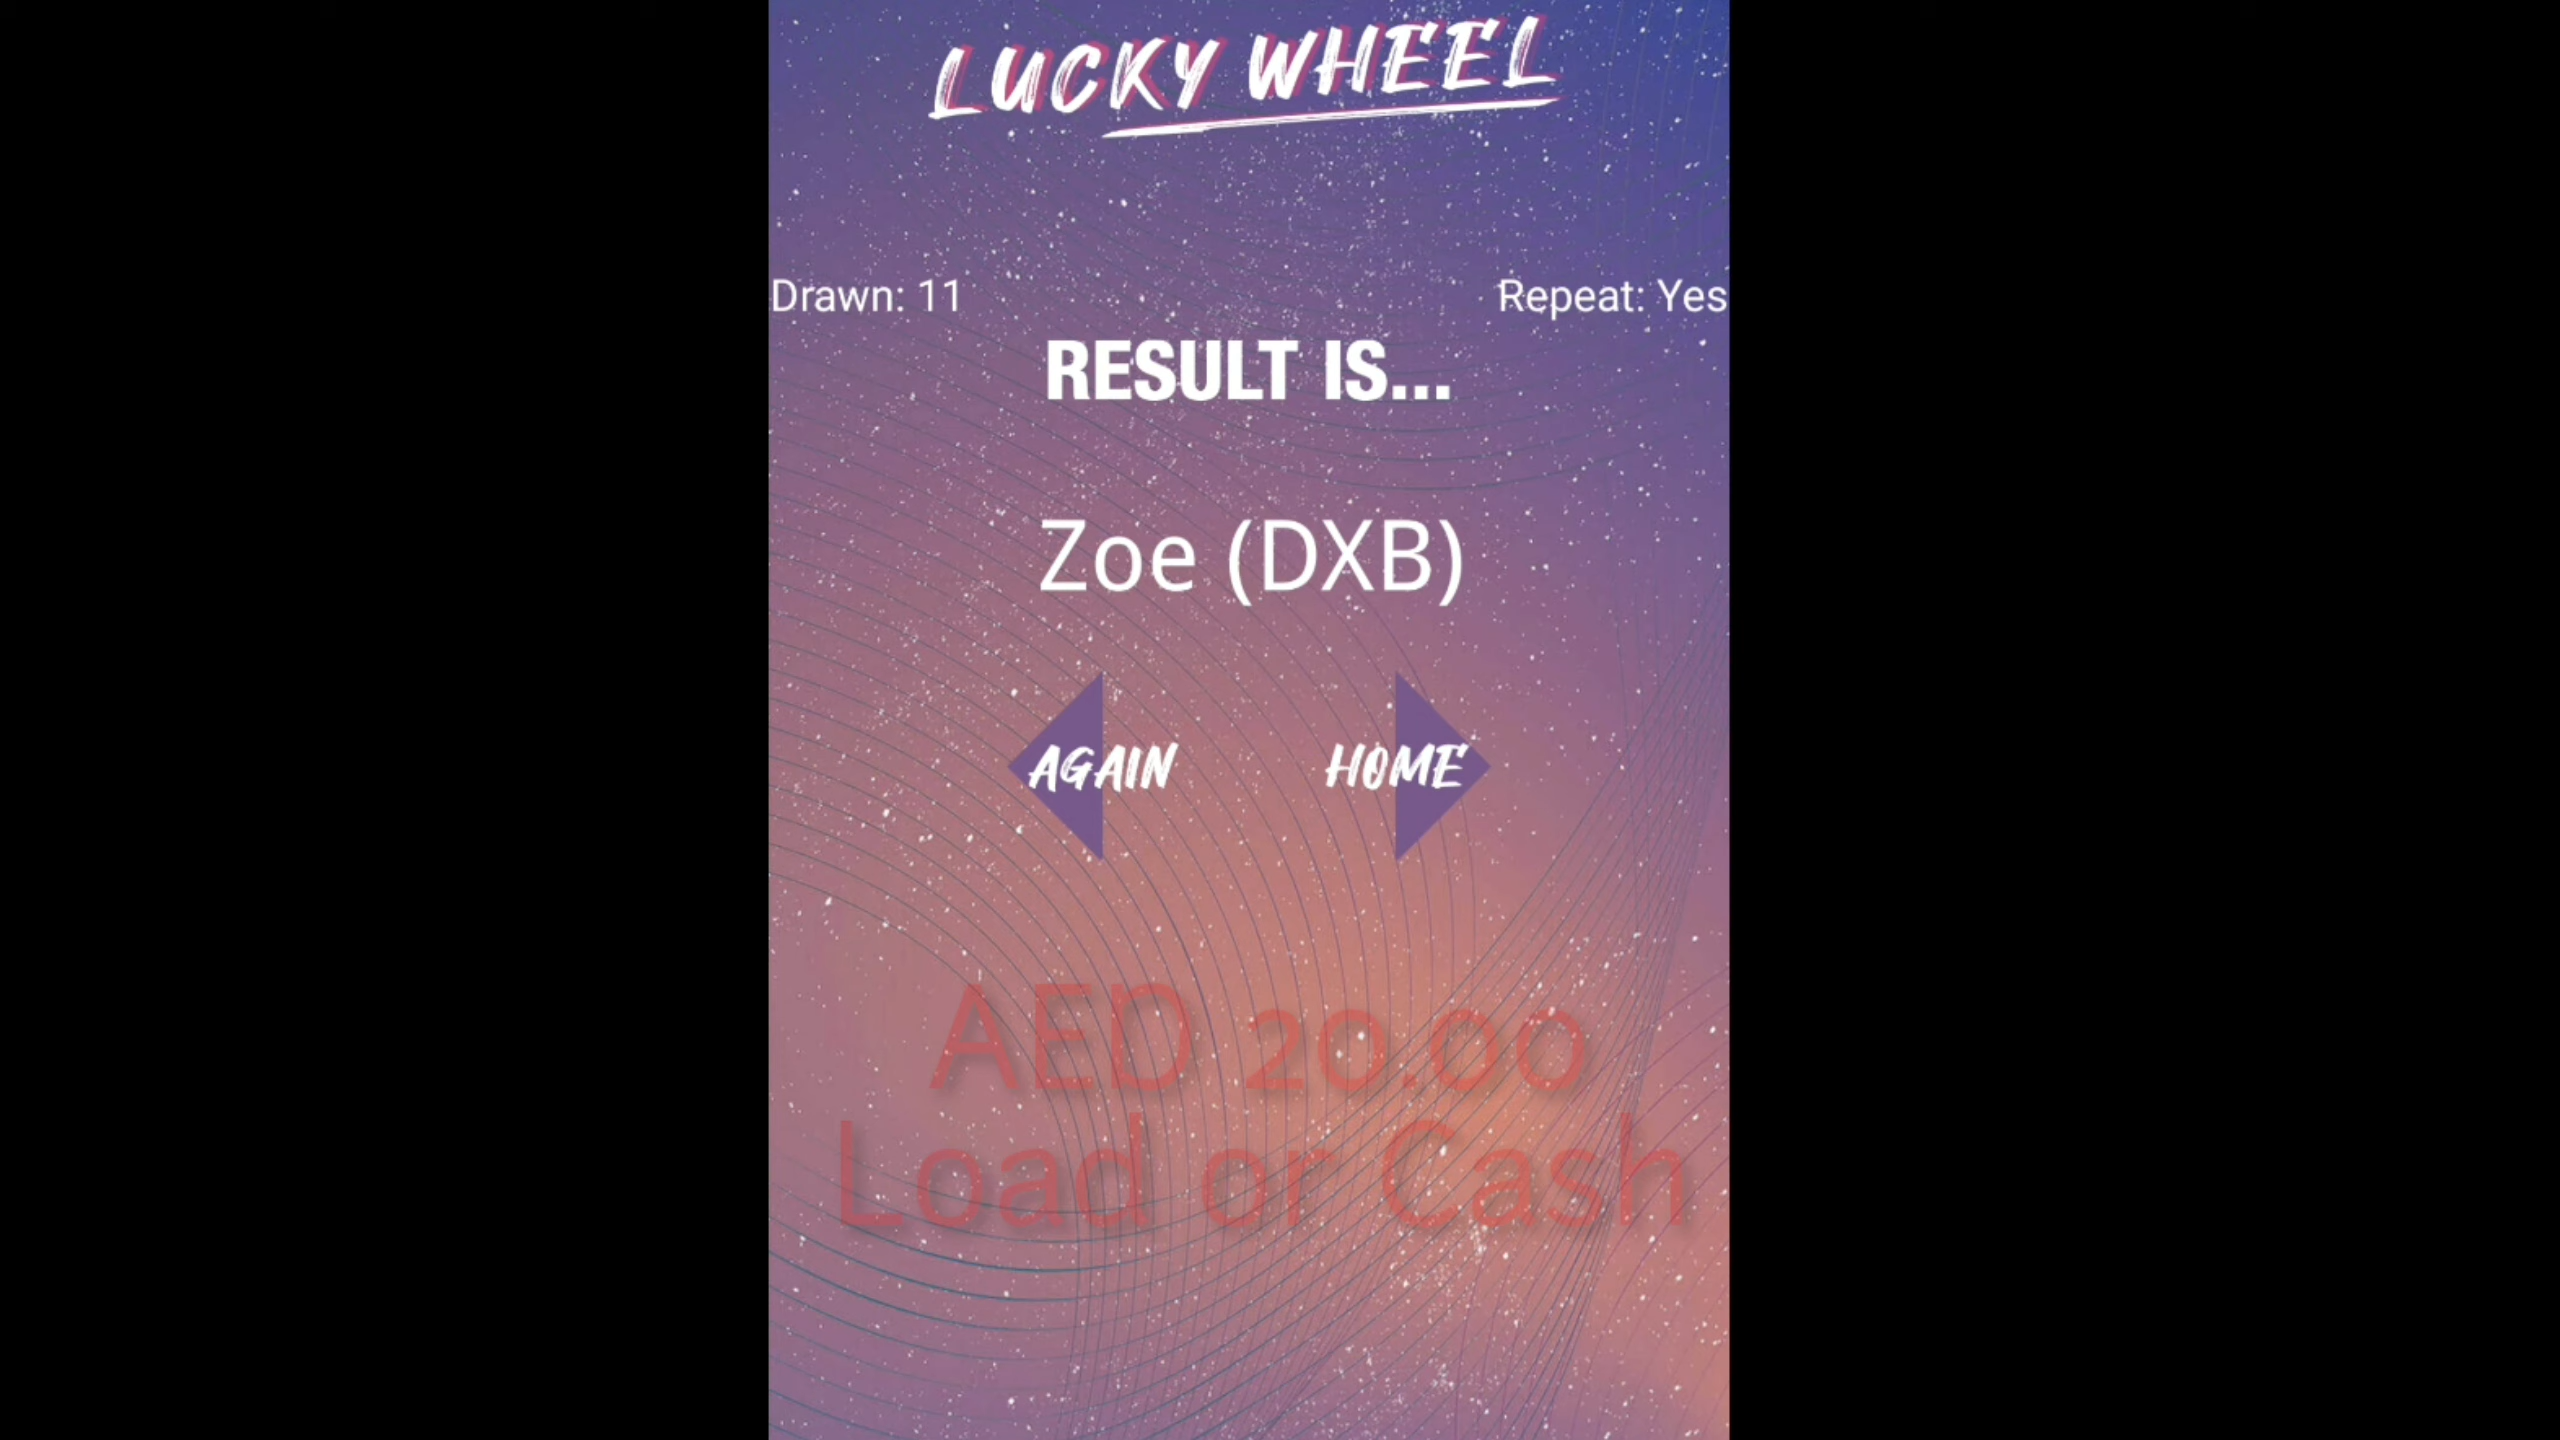 LUCKY WHEEL
Drawn: 11
Repeat: Yes
RESULT IS...
Zoe (DXB)
AGAIN
HOME
AED 20.00
Load or Cash